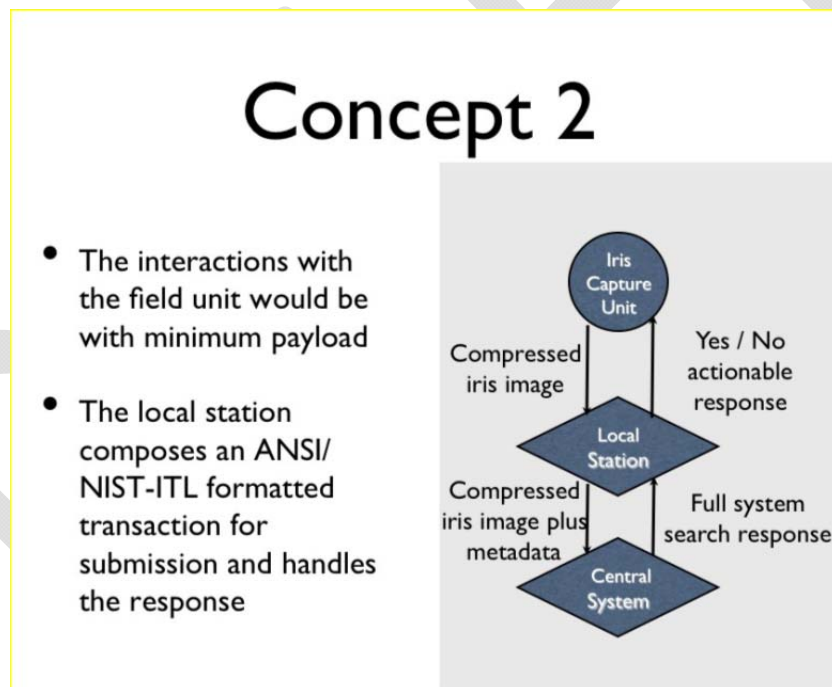 Concept 2
• The interactions with
the field unit would be
with minimum payload
• The local station
composes an ANSI/
NIST-ITL formatted
transaction for
submission and handles
the response
Iris
Capture
Unit
Compressed
iris image
Yes / No
actionable
response
Local
Station
Compressed
iris image plus
metadata
Full system
search response
Central
System